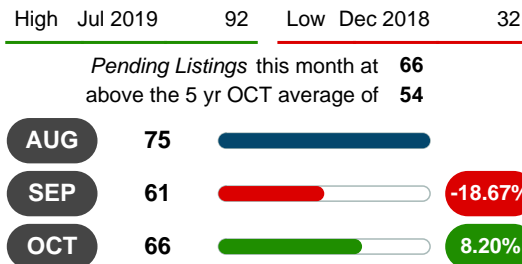 High Jul 2019 92 Low Dec 2018 32
Pending Listings this month at 66
above the 5 yr OCT average of 54
AUG 75
SEP 61 -18.67%
OCT 66 8.20%